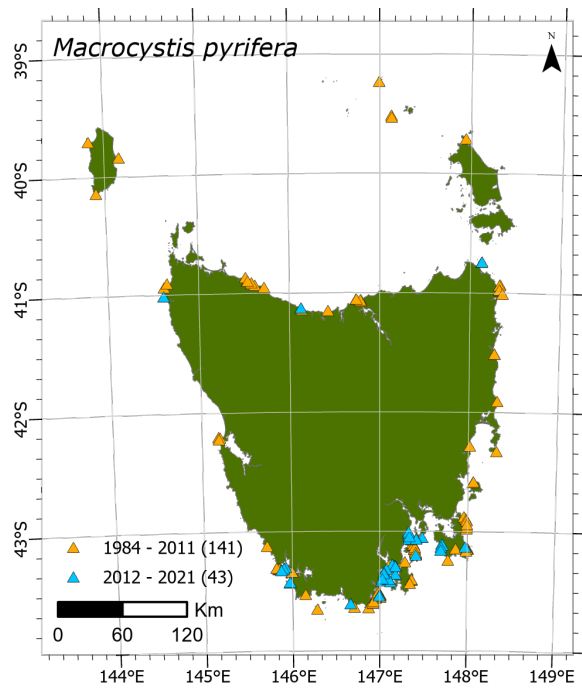 Macrocystis pyrifera
N
39°S
40°S
41°S
42°S
43°S
1984 - 2011 (141)
2012 - 2021 (43)
Km
0 60 120
144°E 145°E 146°E 147°E 148°E 149°E